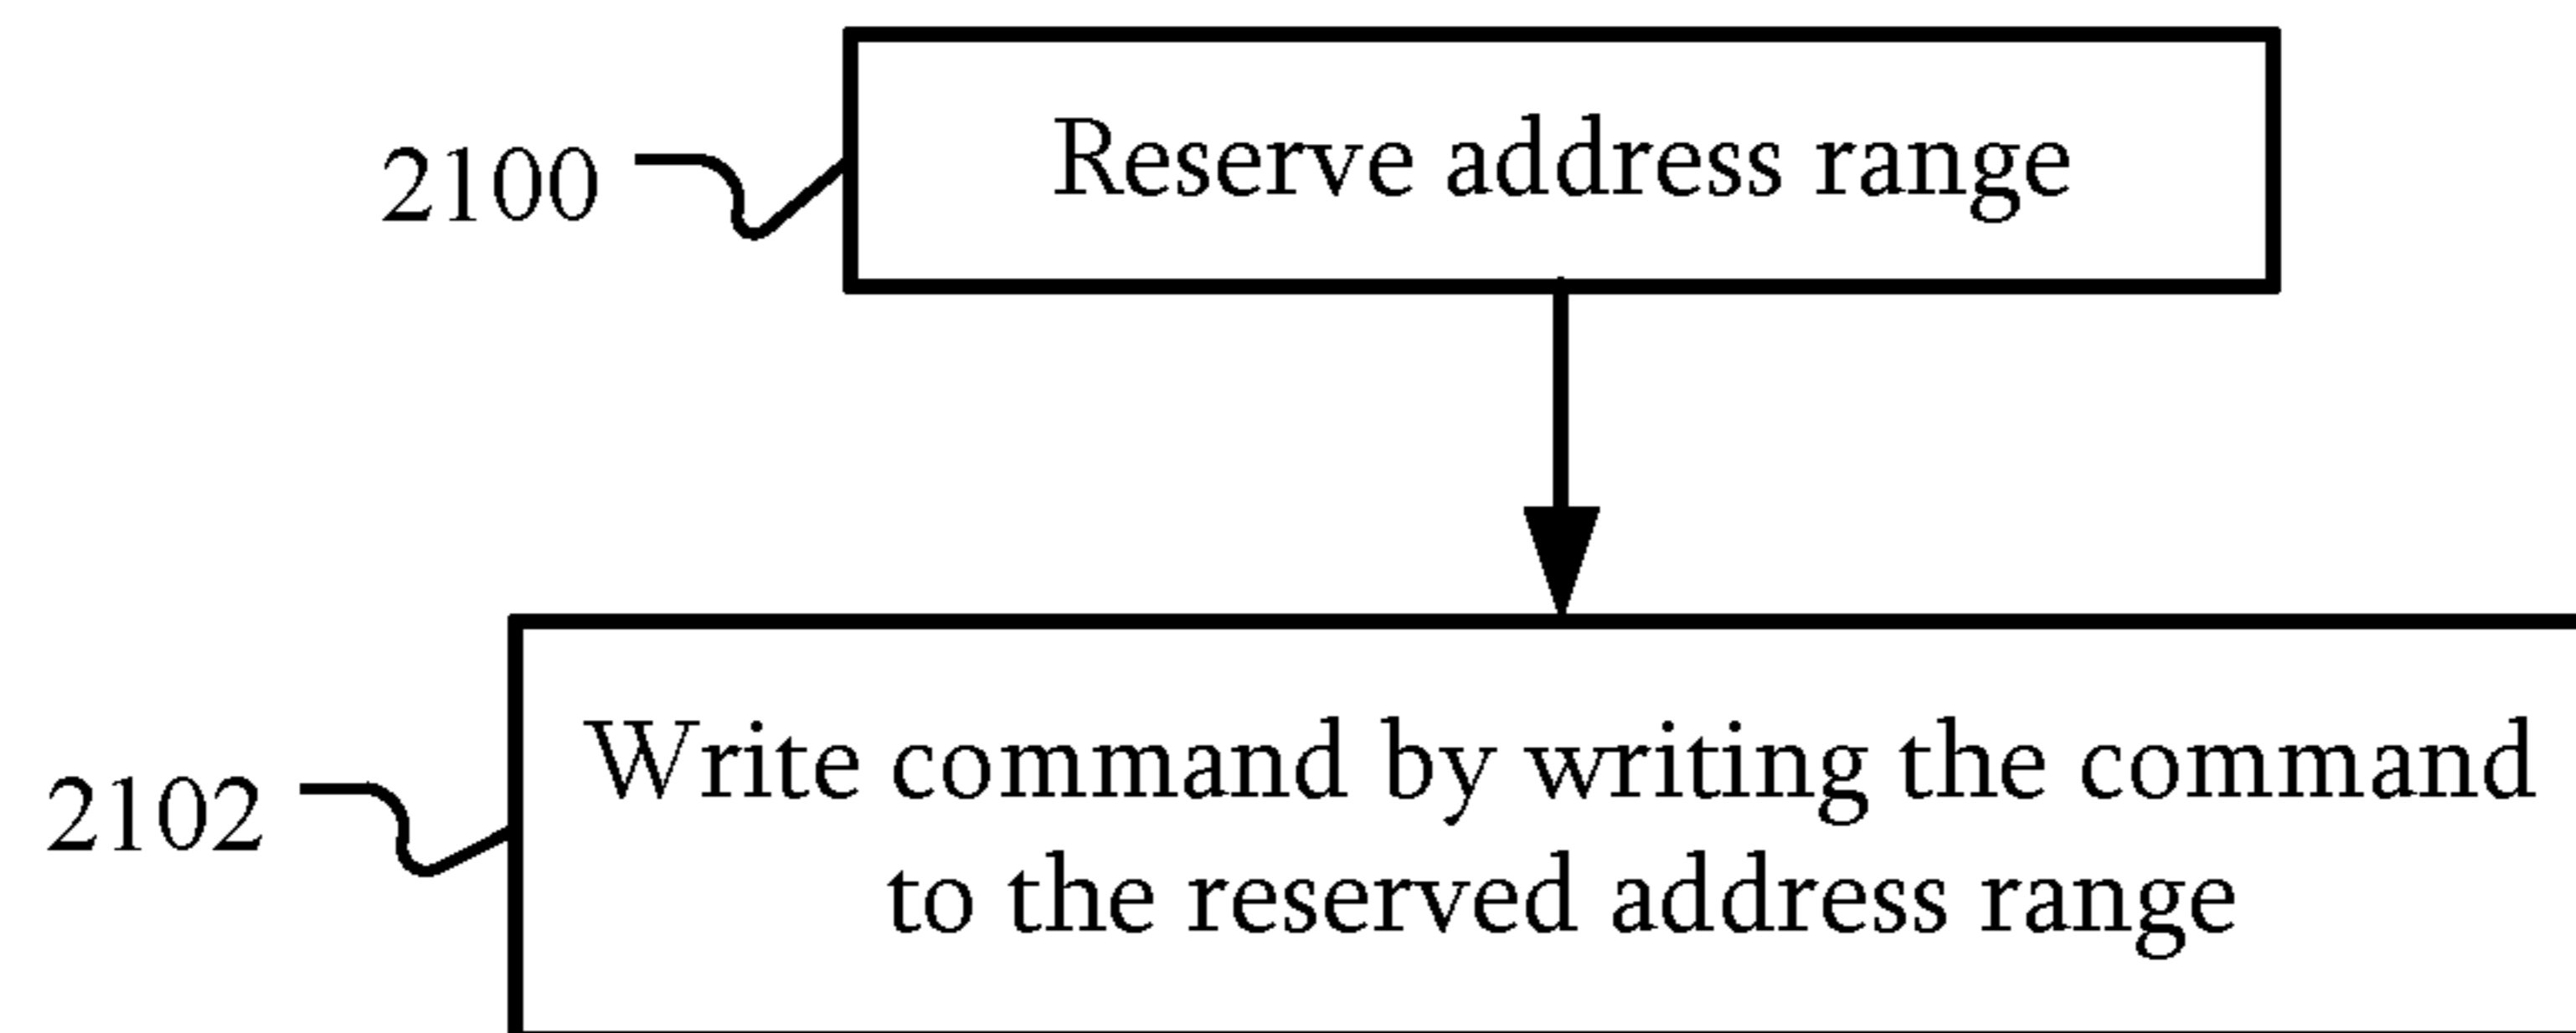 2100
Reserve address range
2102
Write command by writing the command
to the reserved address range